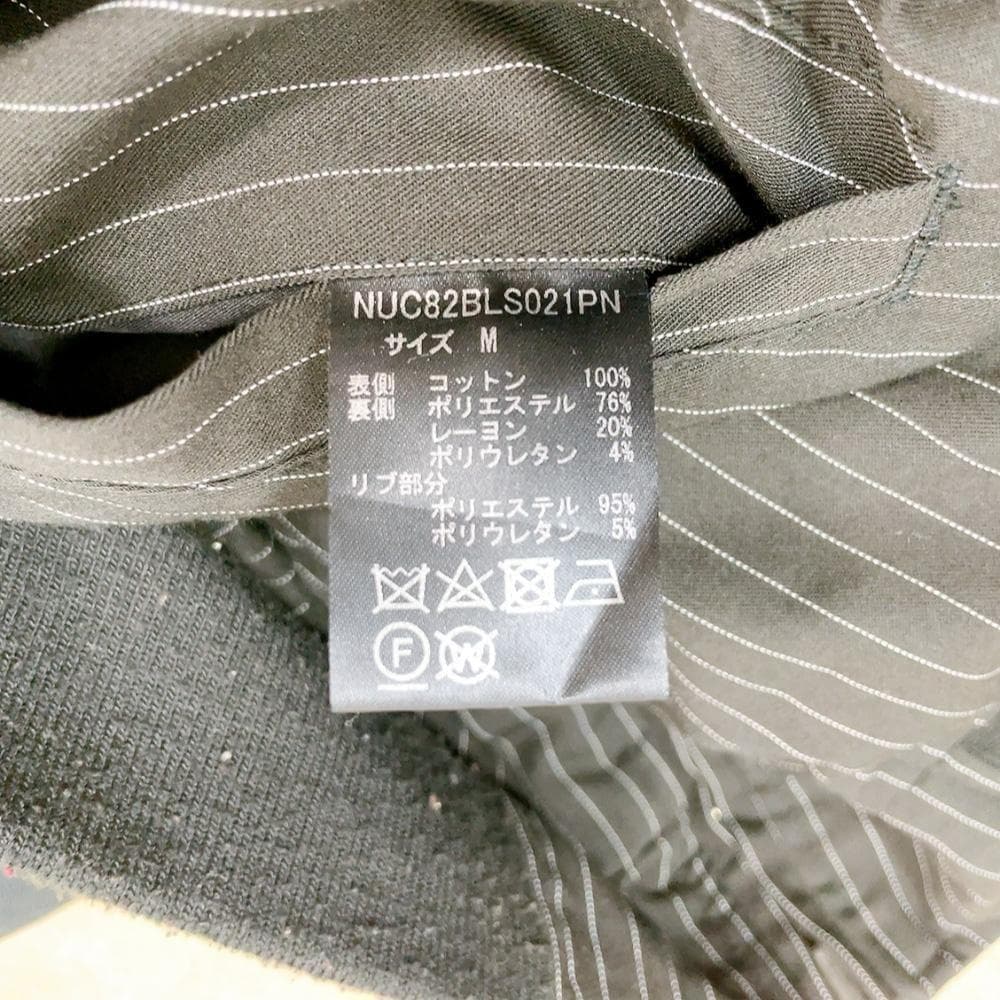 NUC82BLS021PN
サイズ M
表側 コットン 100%
裏側 ポリエステル 76%
レーヨン 20%
ポリウレタン 4%
リブ部分
ポリエステル 95%
ポリウレタン 5%
F W